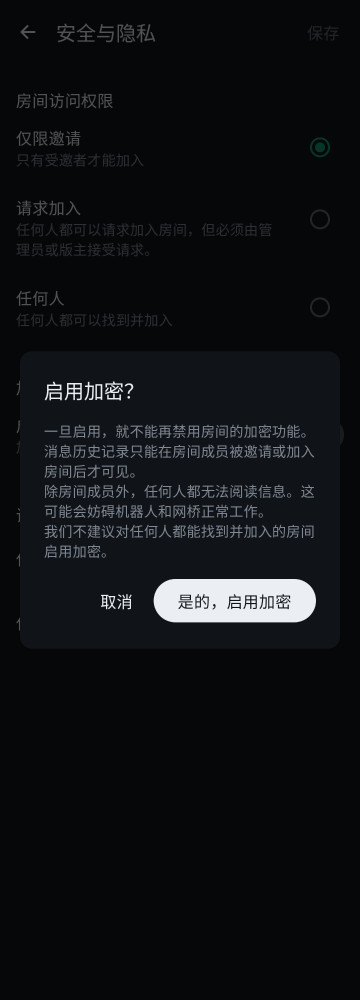 安全与隐私
保存
房间访问权限
仅限邀请
只有受邀者才能加入
请求加入
任何人都可以请求加入房间，但必须由管
理员或版主接受请求。
任何人
任何人都可以找到并加入
启用加密？
一旦启用，就不能再禁用房间的加密功能。
消息历史记录只能在房间成员被邀请或加入
房间后才可见。
除房间成员外，任何人都无法阅读信息。这
可能会妨碍机器人和网桥正常工作。
我们不建议对任何人都能找到并加入的房间
启用加密。
取消
是的，启用加密